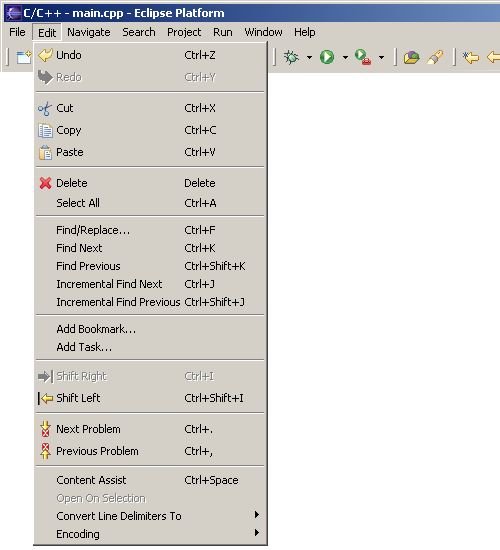 C/C++ - main.cpp - Eclipse Platform
File Edit Navigate Search Project Run Window Help
Undo Ctrl+Z
Redo Ctrl+Y
Cut Ctrl+X
Copy Ctrl+C
Paste Ctrl+V
Delete Delete
Select All Ctrl+A
Find/Replace... Ctrl+F
Find Next Ctrl+K
Find Previous Ctrl+Shift+K
Incremental Find Next Ctrl+J
Incremental Find Previous Ctrl+Shift+J
Add Bookmark...
Add Task...
Shift Right Ctrl+I
Shift Left Ctrl+Shift+I
Next Problem Ctrl+.
Previous Problem Ctrl+,
Content Assist Ctrl+Space
Open On Selection
Convert Line Delimiters To
Encoding